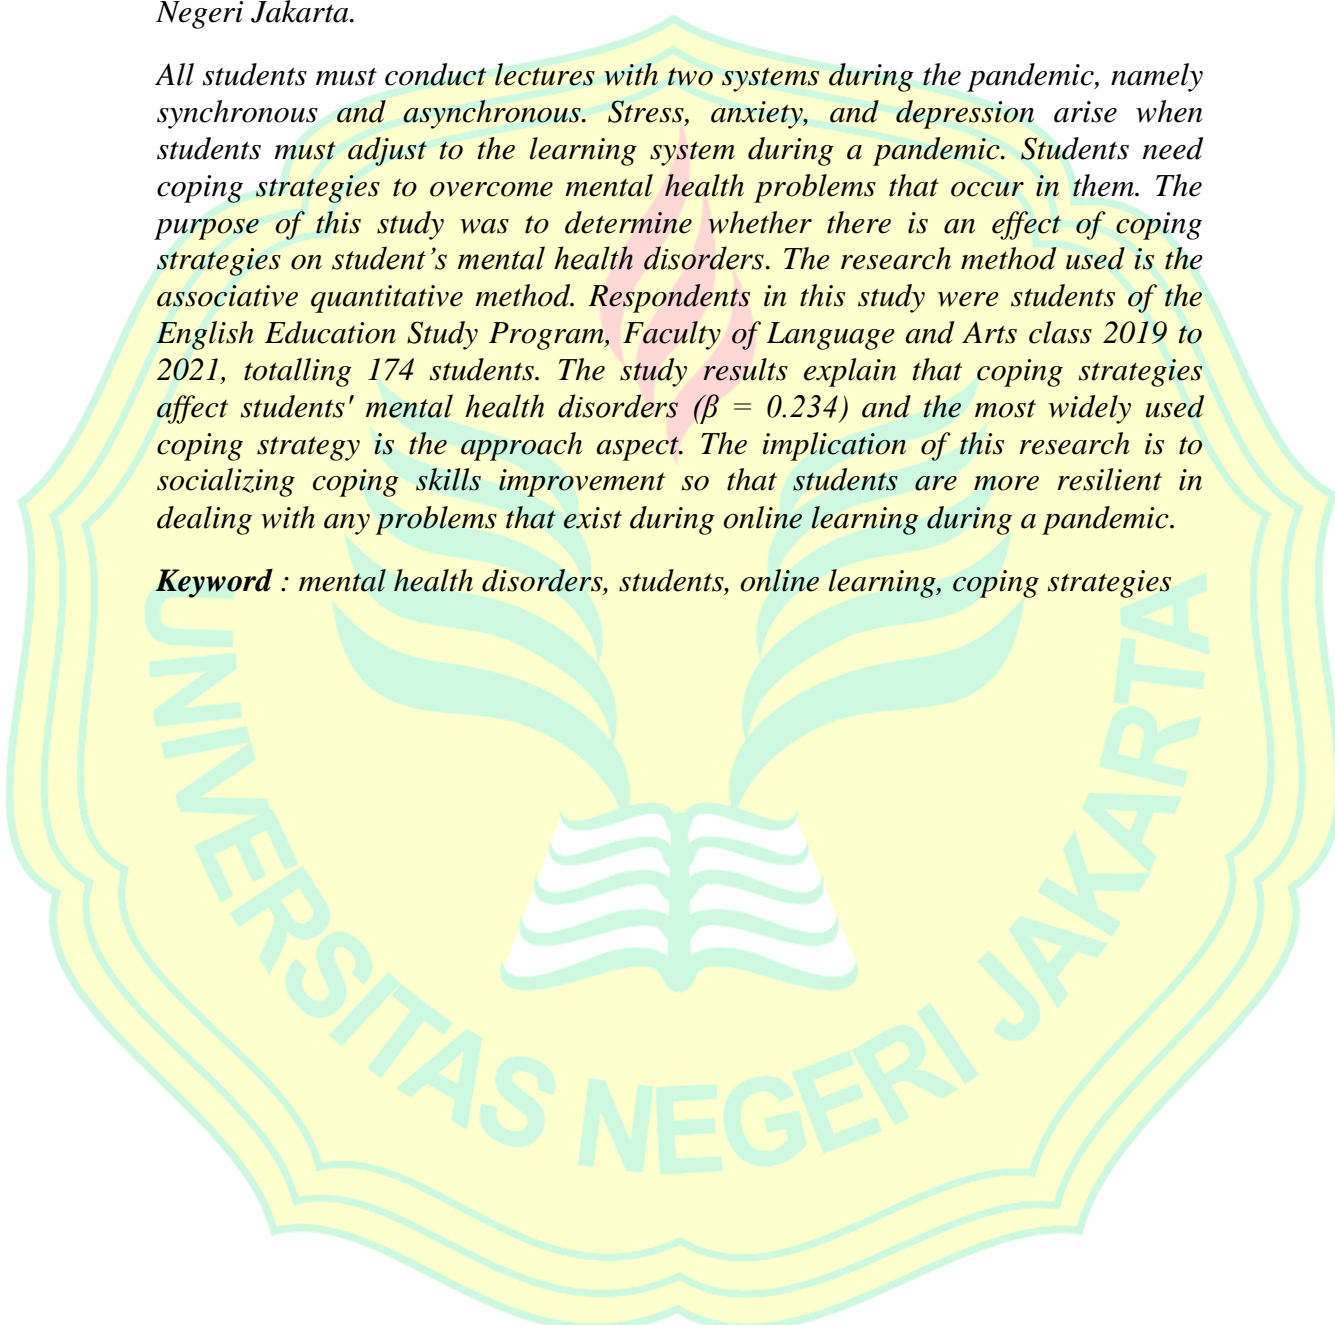 Negeri Jakarta.
All students must conduct lectures with two systems during the pandemic, namely
synchronous and asynchronous. Stress, anxiety, and depression arise when
students must adjust to the learning system during a pandemic. Students need
coping strategies to overcome mental health problems that occur in them. The
purpose of this study was to determine whether there is an effect of coping
strategies on student’s mental health disorders. The research method used is the
associative quantitative method. Respondents in this study were students of the
English Education Study Program, Faculty of Language and Arts class 2019 to
2021, totalling 174 students. The study results explain that coping strategies
affect students' mental health disorders (β = 0.234) and the most widely used
coping strategy is the approach aspect. The implication of this research is to
socializing coping skills improvement so that students are more resilient in
dealing with any problems that exist during online learning during a pandemic.
Keyword : mental health disorders, students, online learning, coping strategies
UNIVERSITAS NEGERI JAKARTA